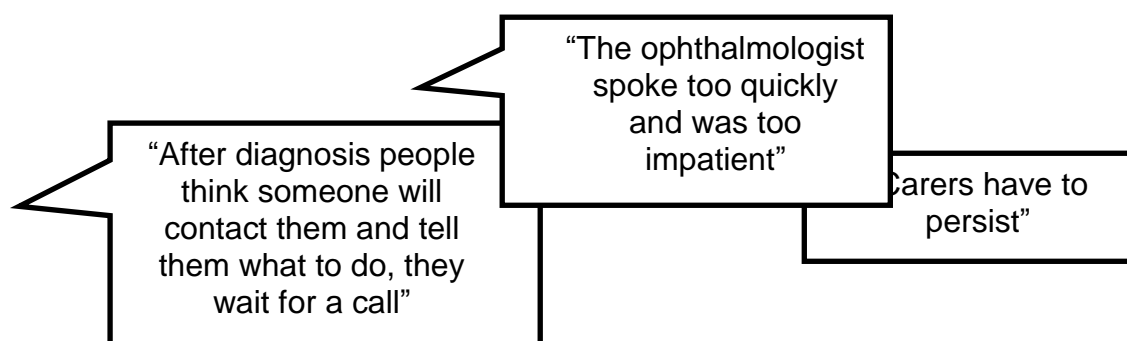 “The ophthalmologist
spoke too quickly
and was too
impatient”
“After diagnosis people
think someone will
contact them and tell
them what to do, they
wait for a call”
Carers have to
persist”